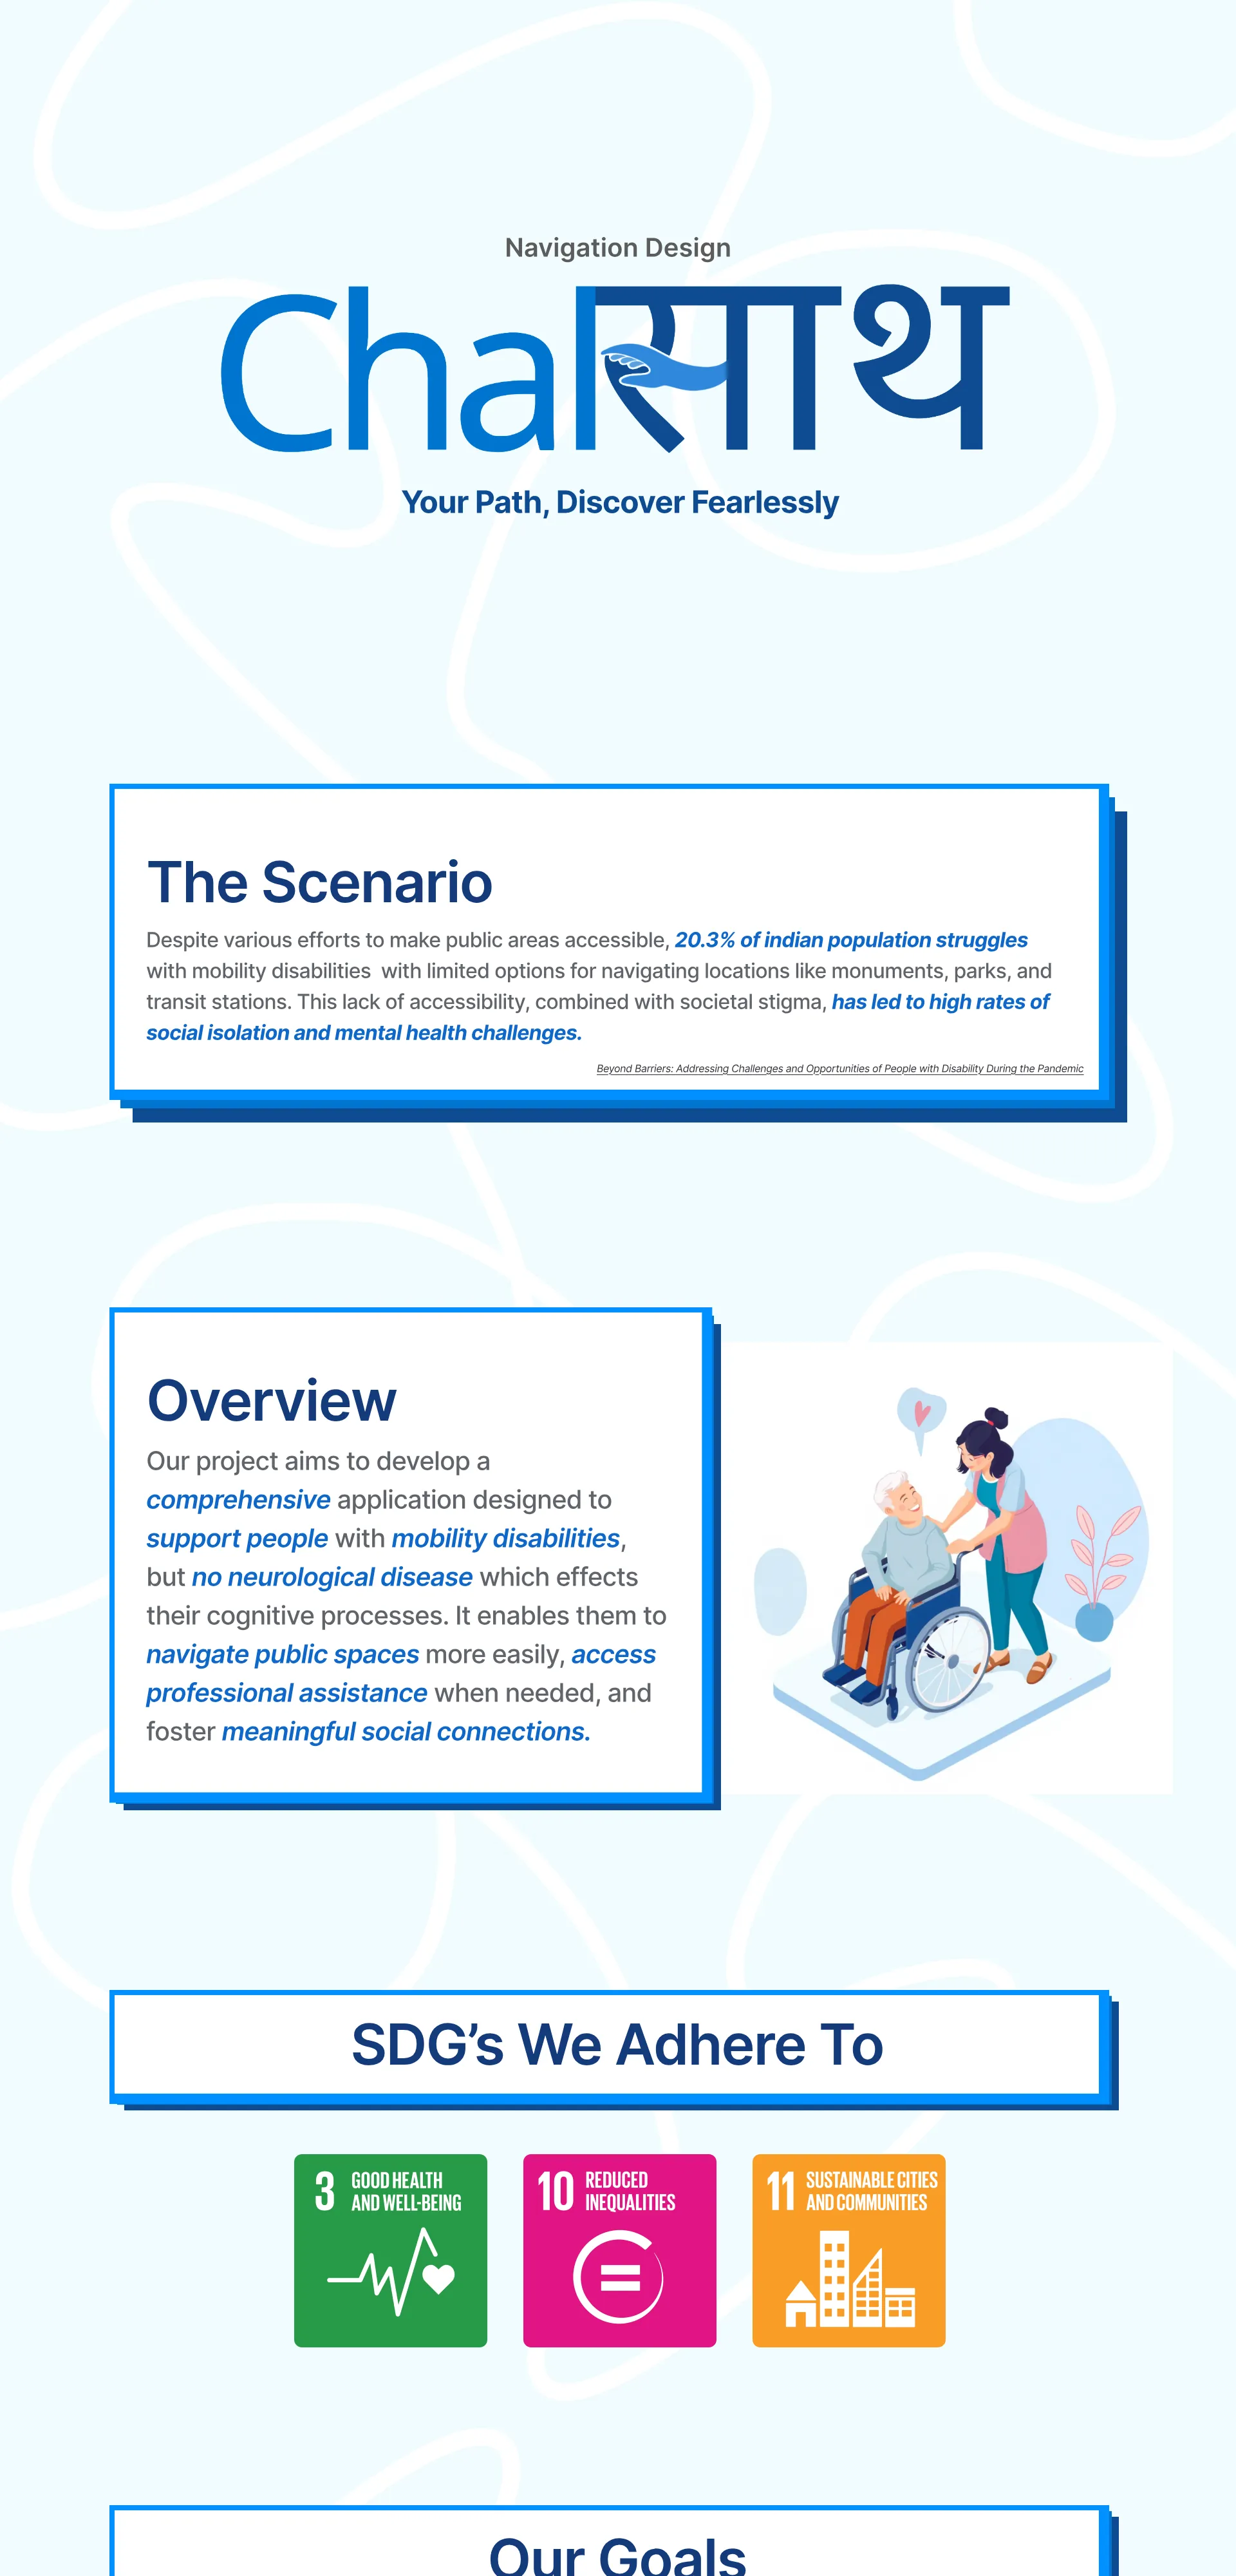 Navigation Design
Chalसाथ
Your Path, Discover Fearlessly
The Scenario
Despite various efforts to make public areas accessible, 20.3% of indian population struggles
with mobility disabilities  with limited options for navigating locations like monuments, parks, and
transit stations. This lack of accessibility, combined with societal stigma, has led to high rates of
social isolation and mental health challenges.
Beyond Barriers: Addressing Challenges and Opportunities of People with Disability During the Pandemic
Overview
Our project aims to develop a
comprehensive application designed to
support people with mobility disabilities,
but no neurological disease which effects
their cognitive processes. It enables them to
navigate public spaces more easily, access
professional assistance when needed, and
foster meaningful social connections.
SDG’s We Adhere To
3 GOOD HEALTH
AND WELL-BEING
10 REDUCED
INEQUALITIES
11 SUSTAINABLE CITIES
AND COMMUNITIES
Our Goals